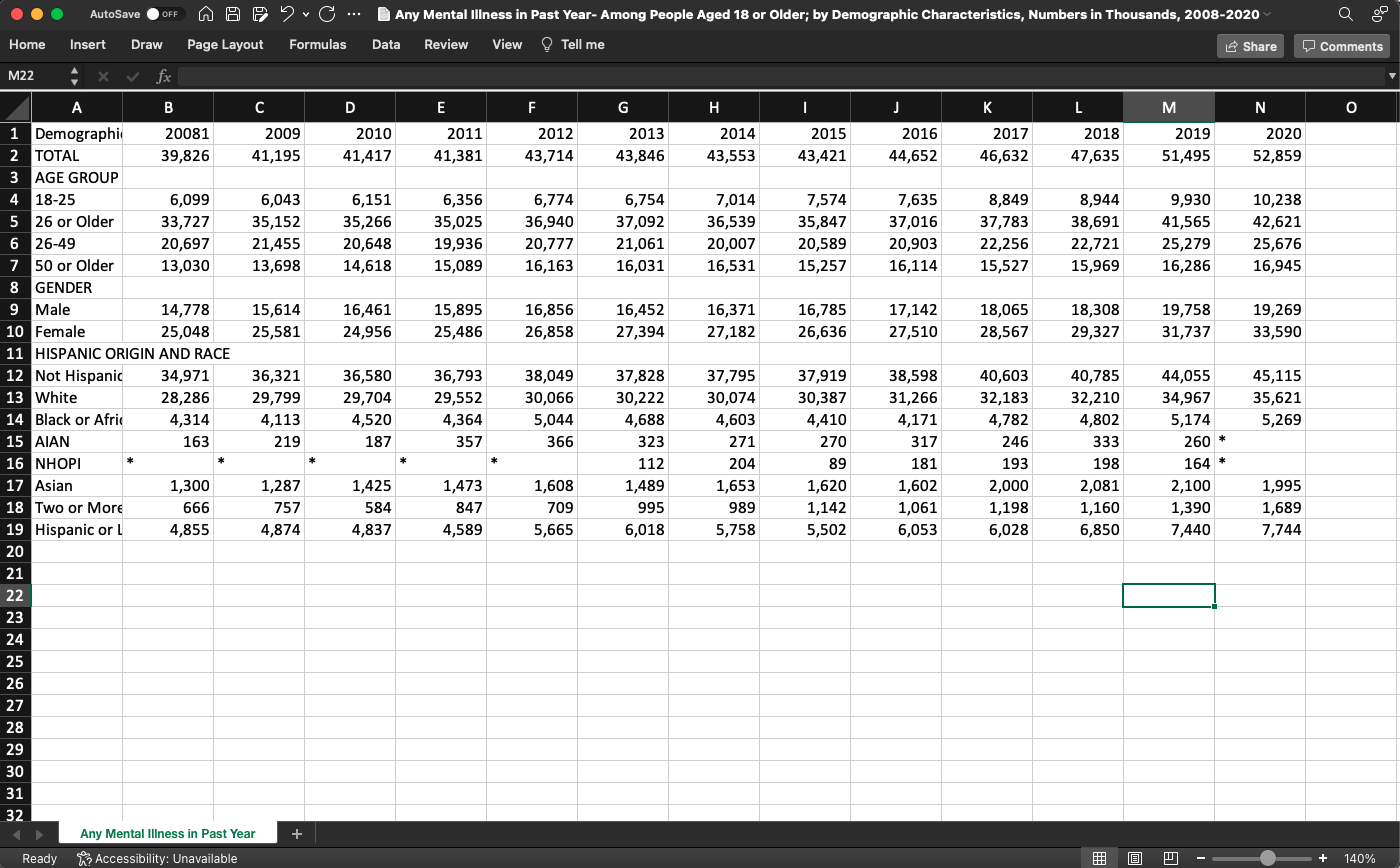 AutoSave OFF Any Mental Illness in Past Year- Among People Aged 18 or Older; by Demographic Characteristics, Numbers in Thousands, 2008-2020
Home Insert Draw Page Layout Formulas Data Review View Tell me Share Comments
M22 fx
A B C D E F G H I J K L M N O
1 Demographi 20081 2009 2010 2011 2012 2013 2014 2015 2016 2017 2018 2019 2020
2 TOTAL 39,826 41,195 41,417 41,381 43,714 43,846 43,553 43,421 44,652 46,632 47,635 51,495 52,859
3 AGE GROUP
4 18-25 6,099 6,043 6,151 6,356 6,774 6,754 7,014 7,574 7,635 8,849 8,944 9,930 10,238
5 26 or Older 33,727 35,152 35,266 35,025 36,940 37,092 36,539 35,847 37,016 37,783 38,691 41,565 42,621
6 26-49 20,697 21,455 20,648 19,936 20,777 21,061 20,007 20,589 20,903 22,256 22,721 25,279 25,676
7 50 or Older 13,030 13,698 14,618 15,089 16,163 16,031 16,531 15,257 16,114 15,527 15,969 16,286 16,945
8 GENDER
9 Male 14,778 15,614 16,461 15,895 16,856 16,452 16,371 16,785 17,142 18,065 18,308 19,758 19,269
10 Female 25,048 25,581 24,956 25,486 26,858 27,394 27,182 26,636 27,510 28,567 29,327 31,737 33,590
11 HISPANIC ORIGIN AND RACE
12 Not Hispanic 34,971 36,321 36,580 36,793 38,049 37,828 37,795 37,919 38,598 40,603 40,785 44,055 45,115
13 White 28,286 29,799 29,704 29,552 30,066 30,222 30,074 30,387 31,266 32,183 32,210 34,967 35,621
14 Black or Afric 4,314 4,113 4,520 4,364 5,044 4,688 4,603 4,410 4,171 4,782 4,802 5,174 5,269
15 AIAN 163 219 187 357 366 323 271 270 317 246 333 260 *
16 NHOPI * * * * * 112 204 89 181 193 198 164 *
17 Asian 1,300 1,287 1,425 1,473 1,608 1,489 1,653 1,620 1,602 2,000 2,081 2,100 1,995
18 Two or More 666 757 584 847 709 995 989 1,142 1,061 1,198 1,160 1,390 1,689
19 Hispanic or L 4,855 4,874 4,837 4,589 5,665 6,018 5,758 5,502 6,053 6,028 6,850 7,440 7,744
20
21
22
23
24
25
26
27
28
29
30
31
32
Any Mental Illness in Past Year +
Ready Accessibility: Unavailable 140%